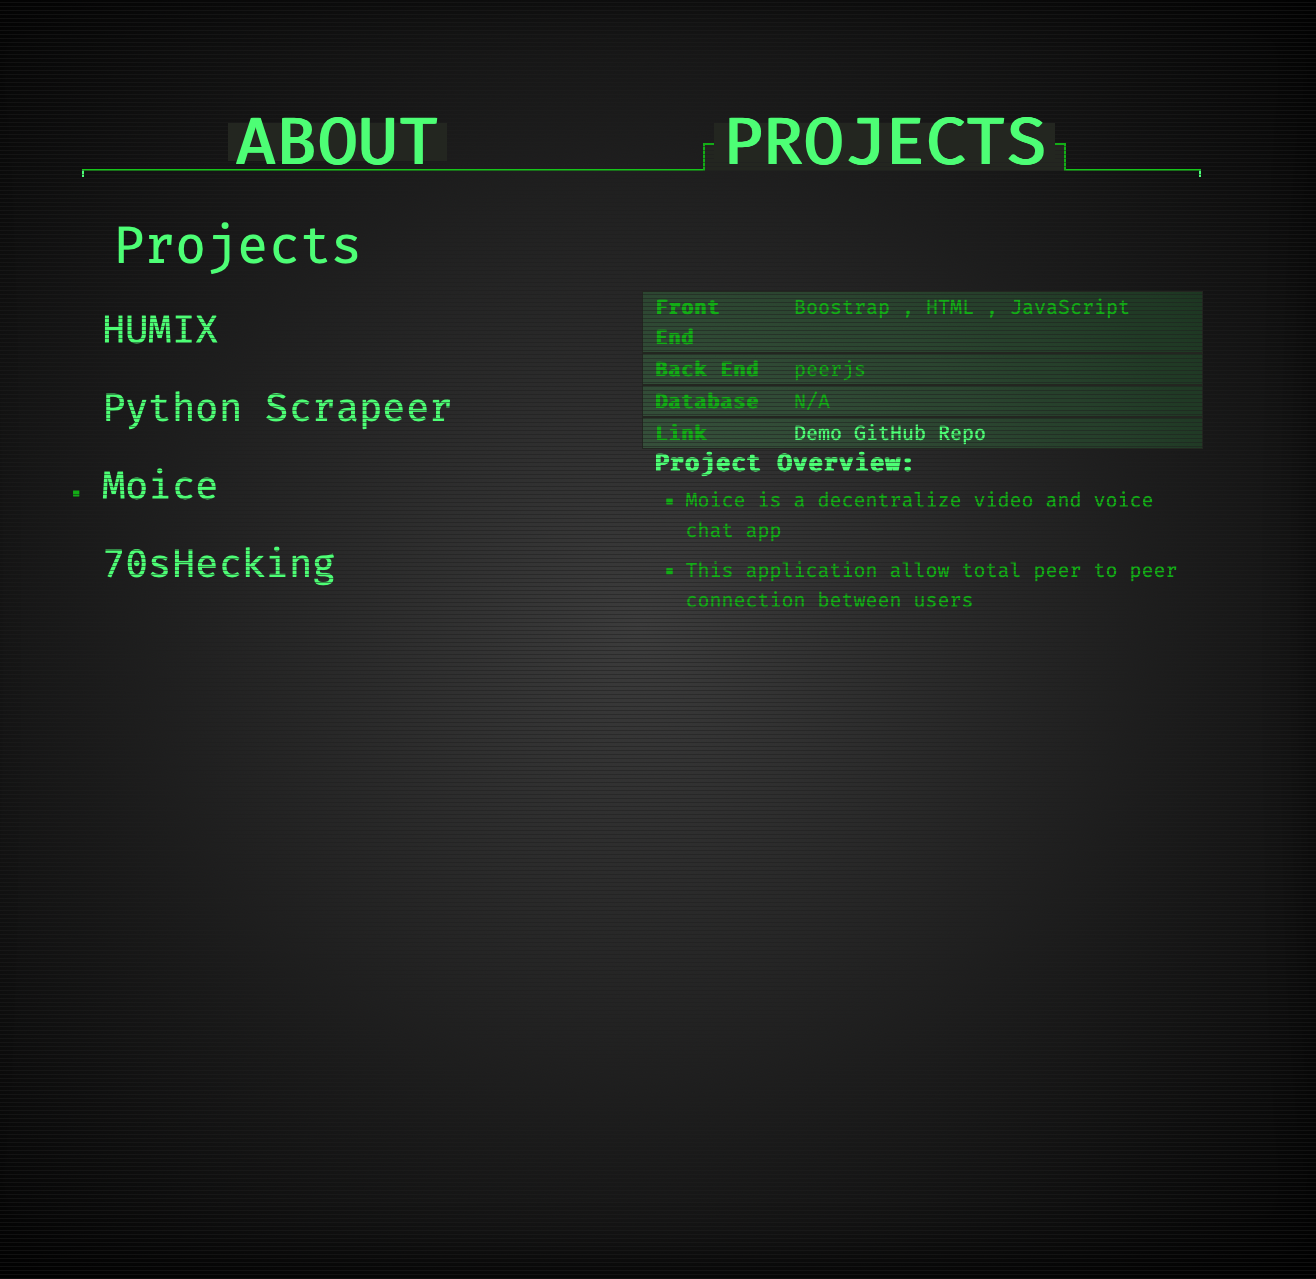 ABOUT PROJECTS
Projects
HUMIX
Python Scrapeer
Moice
70sHecking
Front End Boostrap , HTML , JavaScript
Back End peerjs
Database N/A
Link Demo GitHub Repo
Project Overview:
Moice is a decentralize video and voice
chat app
This application allow total peer to peer
connection between users